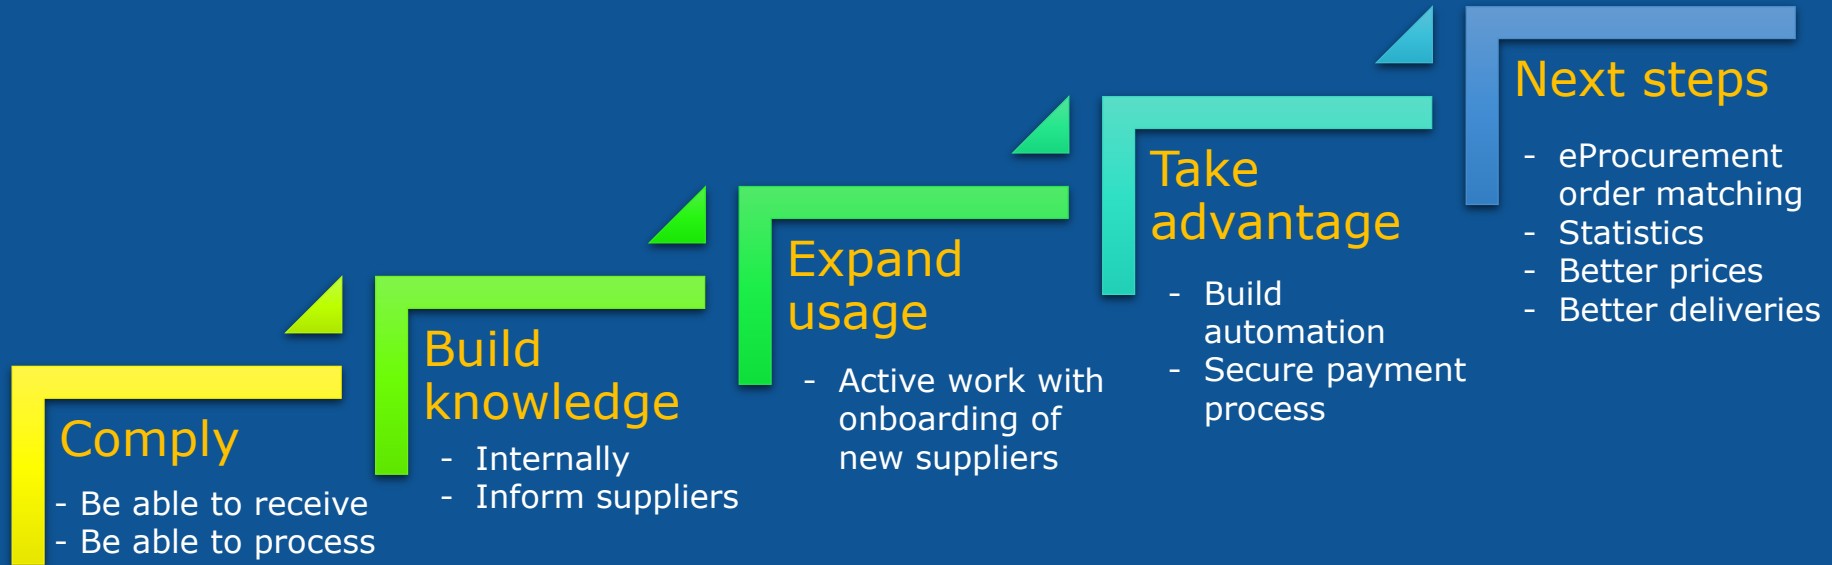 Comply
- Be able to receive
- Be able to process
Build
knowledge
- Internally
- Inform suppliers
Expand
usage
- Active work with
onboarding of
new suppliers
Take
advantage
- Build
automation
- Secure payment
process
Next steps
- eProcurement
order matching
- Statistics
- Better prices
- Better deliveries